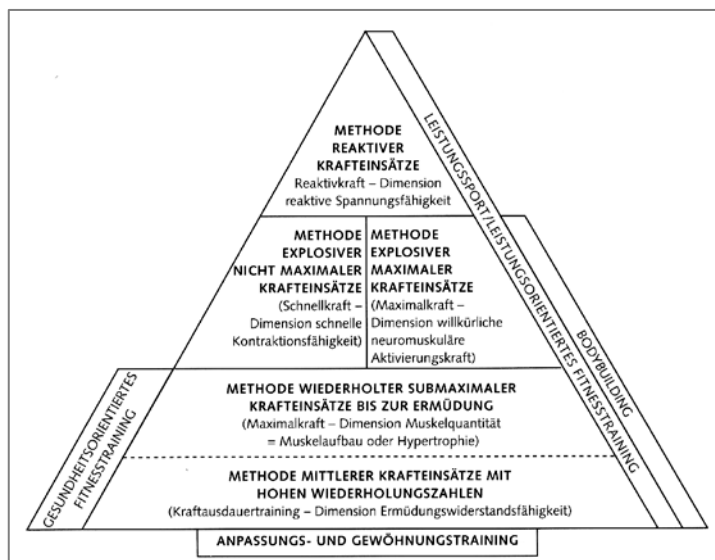 METHODE
REAKTIVER
KRAFTEINSÄTZE
Reaktivkraft – Dimension
reaktive Spannungsfähigkeit
METHODE
EXPLOSIVER
NICHT MAXIMALER
KRAFTEINSÄTZE
(Schnellkraft –
Dimension schnelle
Kontraktionsfähigkeit)
METHODE
EXPLOSIVER
MAXIMALER
KRAFTEINSÄTZE
(Maximalkraft –
Dimension willkürliche
neuromuskuläre
Aktivierungskraft)
METHODE WIEDERHOLTER SUBMAXIMALER
KRAFTEINSÄTZE BIS ZUR ERMÜDUNG
(Maximalkraft – Dimension Muskelquantität
= Muskelaufbau oder Hypertrophie)
METHODE MITTLERER KRAFTEINSÄTZE MIT
HOHEN WIEDERHOLUNGSZAHLEN
(Kraftausdauertraining – Dimension Ermüdungswiderstandsfähigkeit)
ANPASSUNGS- UND GEWÖHNUNGSTRAINING
GESUNDHEITSORIENTIERTES
FITNESSTRAINING
LEISTUNGSSPORT/LEISTUNGSORIENTIERTES FITNESSTRAINING
BODYBUILDING